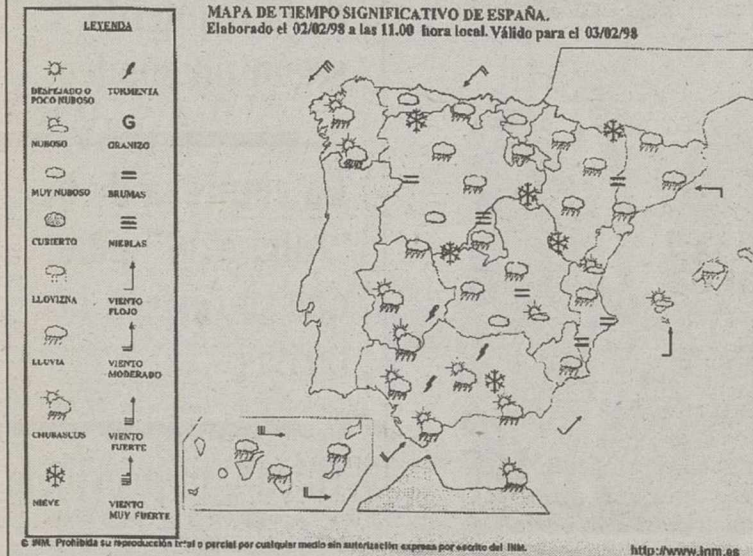 MAPA DE TIEMPO SIGNIFICATIVO DE ESPAÑA.
Elaborado el 02/02/98 a las 11.00 hora local. Válido para el 03/02/98
LEYENDA
DESPEJADO O
POCO NUBOSO
TORMENTA
NUBOSO
G
GRANIZO
MUY NUBOSO
BRUMAS
CUBIERTO
NIEBLAS
LLOVIZNA
VIENTO
FLOJO
LLUVIA
VIENTO
MODERADO
CHUBASCOS
VIENTO
FUERTE
NIEVE
VIENTO
MUY FUERTE
© INM. Prohibida su reproducción total o parcial por cualquier medio sin autorización expresa por escrito del INM.
http://www.inm.es